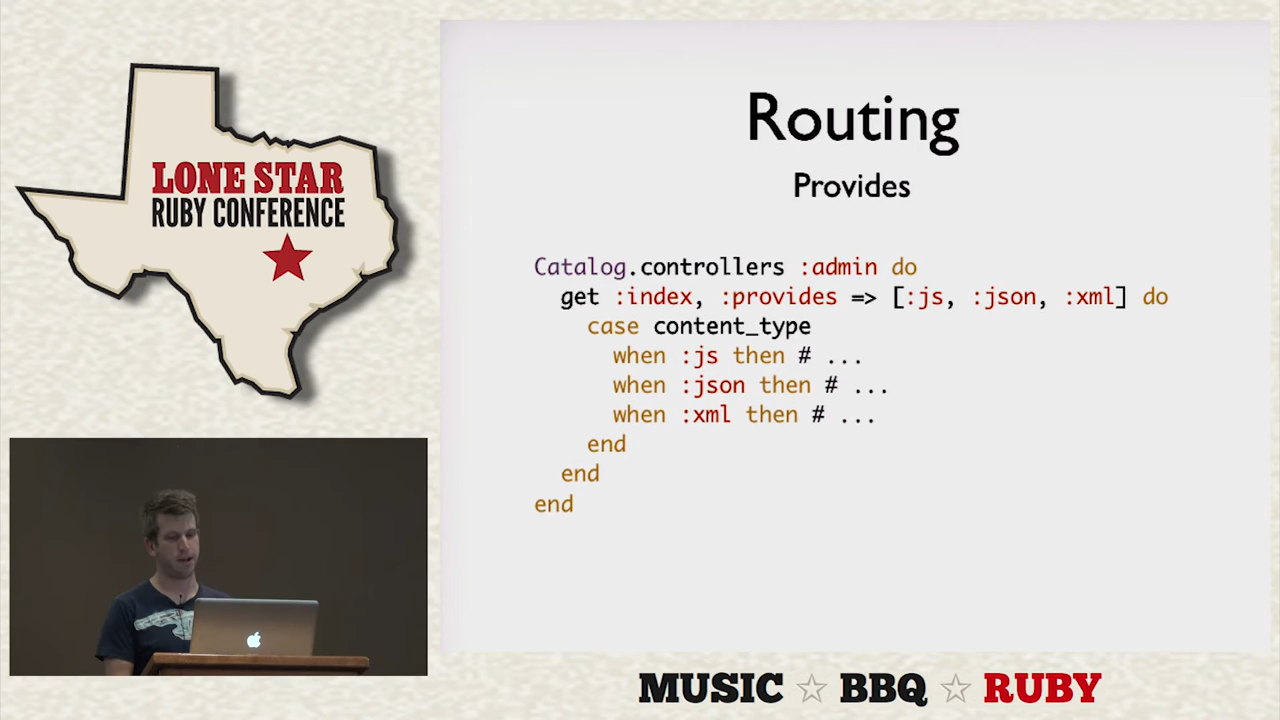 LONE STAR
RUBY CONFERENCE
Routing
Provides
Catalog.controllers :admin do
  get :index, :provides => [:js, :json, :xml] do
    case content_type
      when :js then # ...
      when :json then # ...
      when :xml then # ...
    end
  end
end
MUSIC ☆ BBQ ☆ RUBY